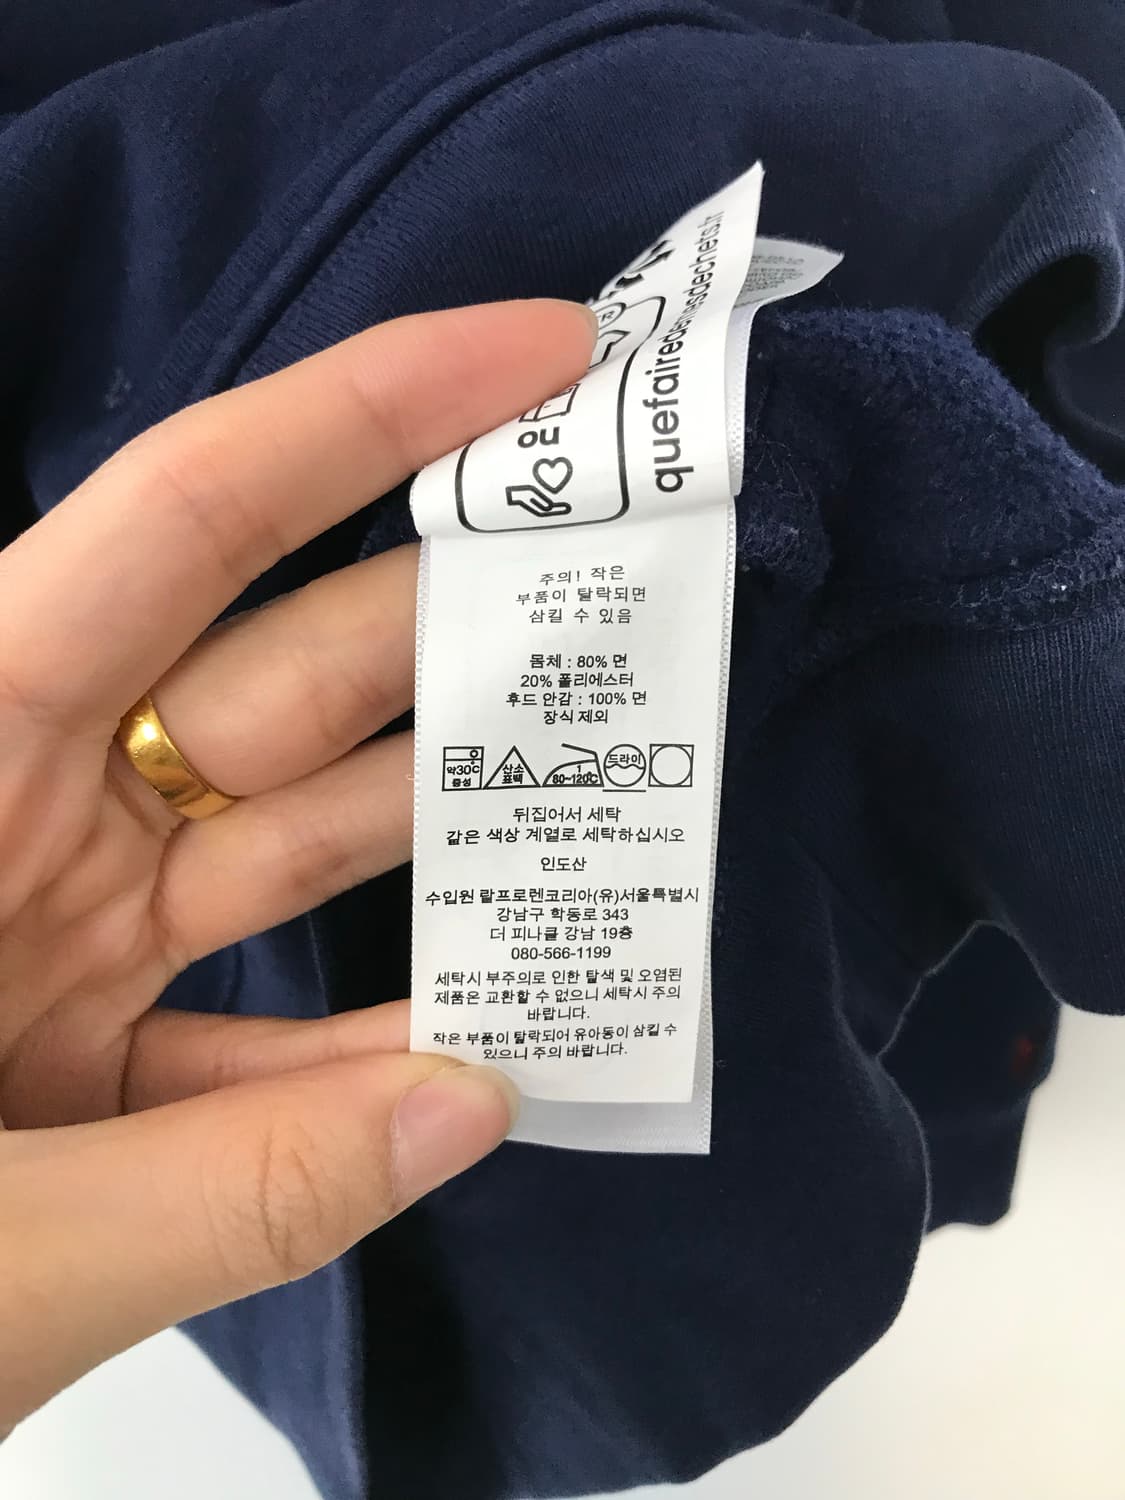 quefairedemesdechets.fr
OU
주의! 작은
부품이 탈락되면
삼킬 수 있음
몸체 : 80% 면
20% 폴리에스터
후드 안감 : 100% 면
장식 제외
약30℃
중성
산소
표백
1
80~120℃
드라이
뒤집어서 세탁
같은 색상 계열로 세탁하십시오
인도산
수입원 랄프로렌코리아(유)서울특별시
강남구 학동로 343
더 피나클 강남 19층
080-566-1199
세탁시 부주의로 인한 탈색 및 오염된
제품은 교환할 수 없으니 세탁시 주의
바랍니다.
작은 부품이 탈락되어 유아동이 삼킬 수
있으니 주의 바랍니다.